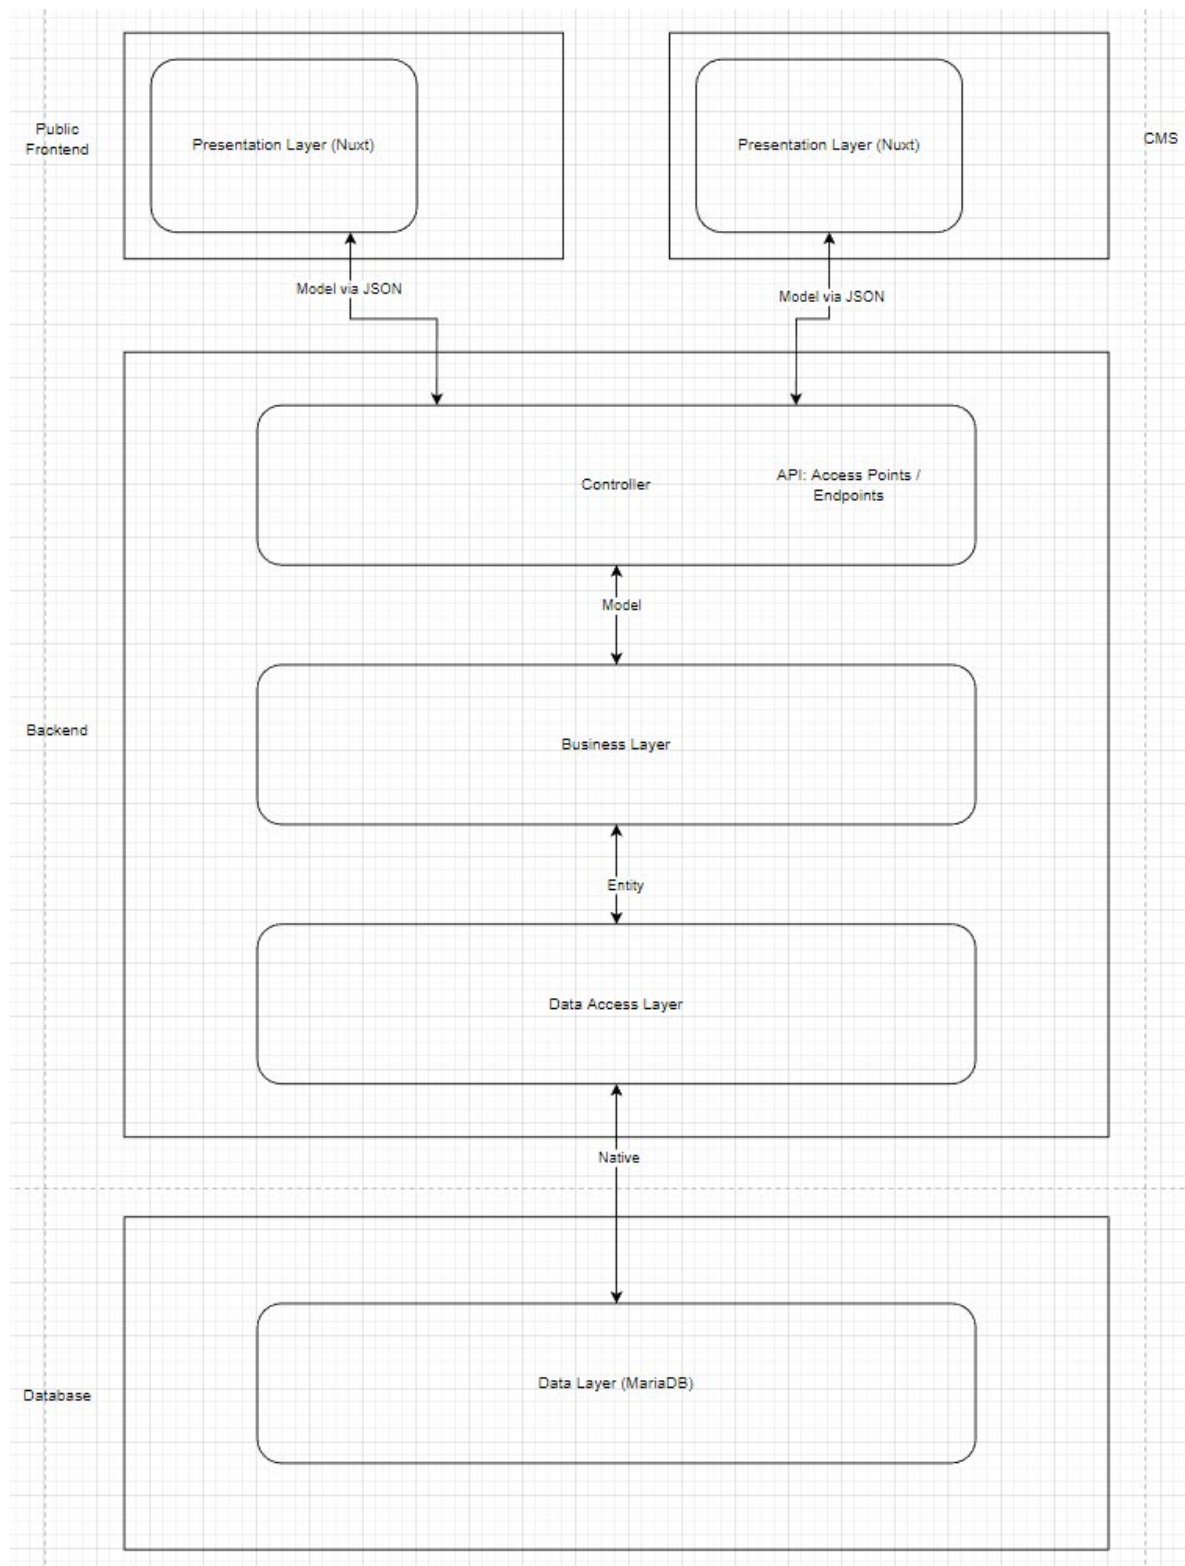 Public
Frontend
Presentation Layer (Nuxt)
Presentation Layer (Nuxt)
CMS
Model via JSON
Model via JSON
Controller
API: Access Points /
Endpoints
Model
Backend
Business Layer
Entity
Data Access Layer
Native
Database
Data Layer (MariaDB)